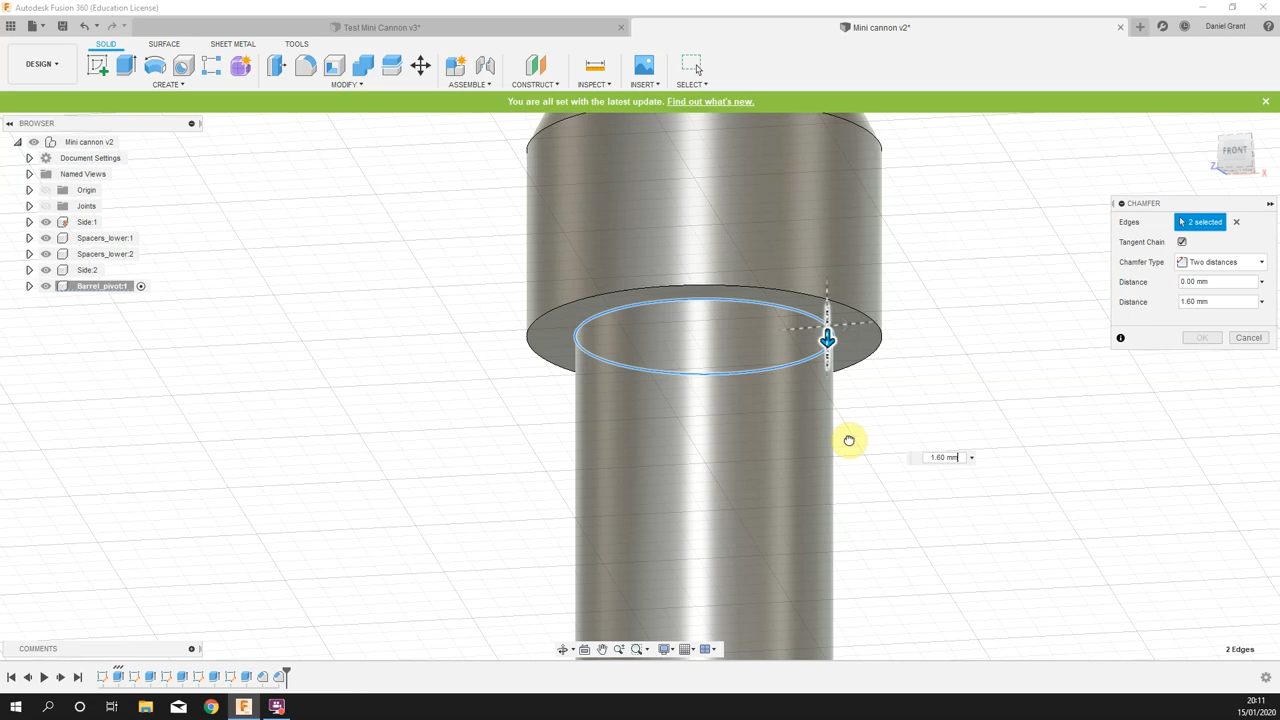 Autodesk Fusion 360 (Education License)
Test Mini Cannon v3*
Mini cannon v2*
Daniel Grant
DESIGN
SOLID
SURFACE
SHEET METAL
TOOLS
CREATE
MODIFY
ASSEMBLE
CONSTRUCT
INSPECT
INSERT
SELECT
You are all set with the latest update. Find out what's new.
BROWSER
Mini cannon v2
Document Settings
Named Views
Origin
Joints
Side:1
Spacers_lower:1
Spacers_lower:2
Side:2
Barrel_pivot:1
FRONT
Z
X
CHAMFER
Edges
2 selected
Tangent Chain
Chamfer Type
Two distances
Distance
0.00 mm
Distance
1.60 mm
OK
Cancel
1.60 mm
COMMENTS
2 Edges
20:11
15/01/2020